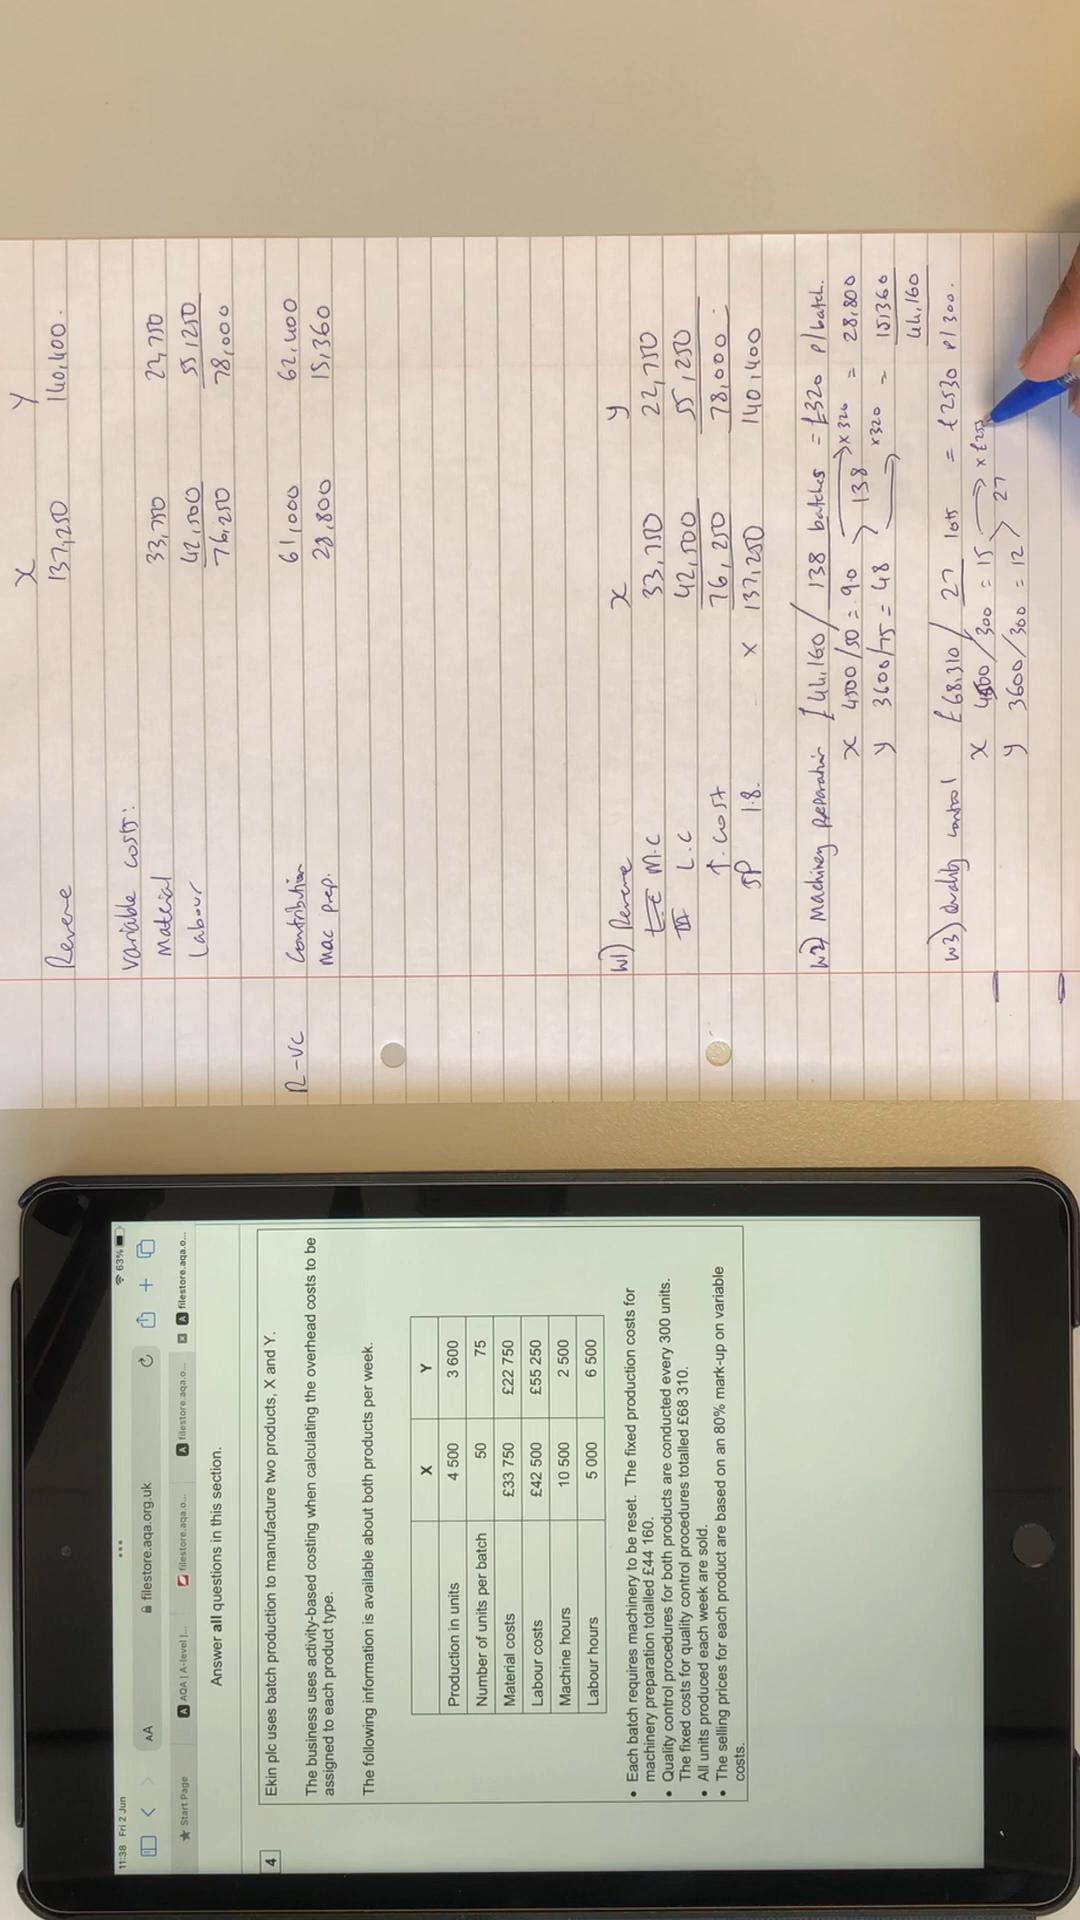 X Y
Revenue 137,250 140,400.
Variable costs:
Material 33,750 22,750
Labour 42,500 55,250
76,250 78,000
R-VC Contribution 61,000 62,400
Mac prep. 28,800 15,360
W1) Revenue X Y
M.C 33,750 22,750
L.C 42,500 55,250
↑. Cost 76,250 78,000.
SP 1.8. X 137,250 140,400
W2) Machinery preparation £44,160 / 138 batches = £320 p/batch.
X 4500/50 = 90 138 x 320 = 28,800
Y 3600/75 = 48 x 320 = 15,360
44,160
W3) Quality control £68,310 / 27 lots = £2530 p/300.
X 4500/300 = 15 x £253
Y 3600/300 = 12 27
11:38 Fri 2 Jun
63%
AA filestore.aqa.org.uk
Start Page
AQA | A-level |...
filestore.aqa.o...
filestore.aqa.o...
filestore.aqa.o...
Answer all questions in this section.
4 Ekin plc uses batch production to manufacture two products, X and Y.
The business uses activity-based costing when calculating the overhead costs to be
assigned to each product type.
The following information is available about both products per week.
X Y
Production in units 4 500 3 600
Number of units per batch 50 75
Material costs £33 750 £22 750
Labour costs £42 500 £55 250
Machine hours 10 500 2 500
Labour hours 5 000 6 500
• Each batch requires machinery to be reset. The fixed production costs for
machinery preparation totalled £44 160.
• Quality control procedures for both products are conducted every 300 units.
The fixed costs for quality control procedures totalled £68 310.
• All units produced each week are sold.
• The selling prices for each product are based on an 80% mark-up on variable
costs.